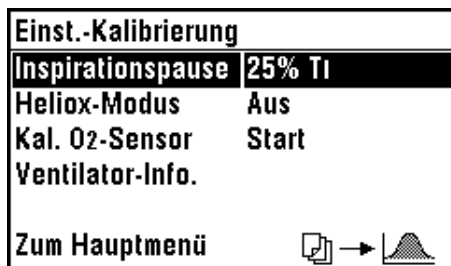 Einst.-Kalibrierung
Inspirationspause 25% TI
Heliox-Modus Aus
Kal. O2-Sensor Start
Ventilator-Info.
Zum Hauptmenü